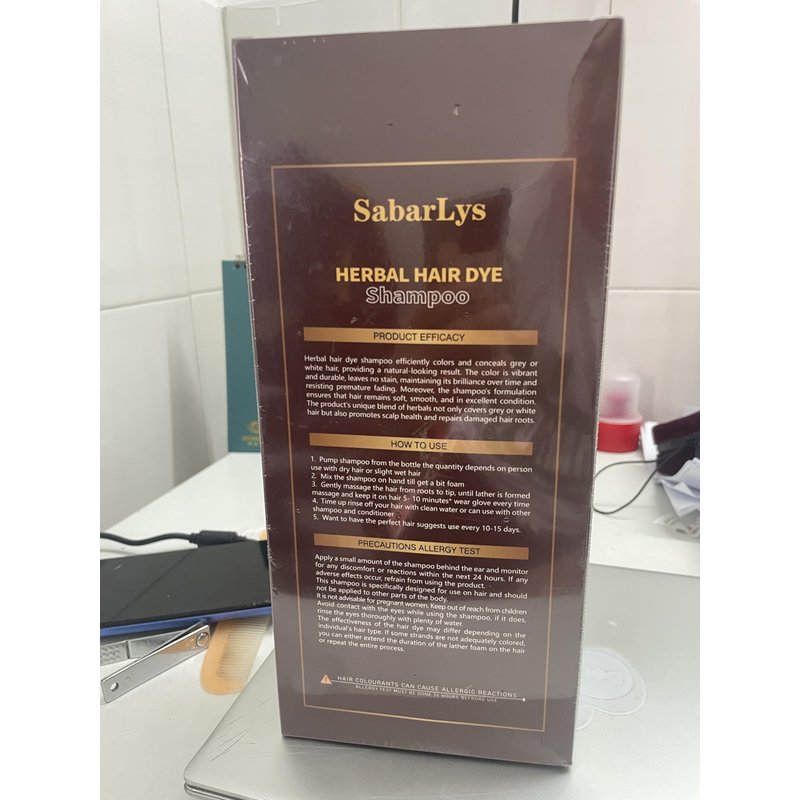 SabarLys
HERBAL HAIR DYE
Shampoo
PRODUCT EFFICACY
Herbal hair dye shampoo efficiently colors and conceals grey or
white hair, providing a natural-looking result. The color is vibrant
and durable, leaves no stain, maintaining its brilliance over time and
resisting premature fading. Moreover, the shampoo's formulation
ensures that hair remains soft, smooth, and in excellent condition.
The product's unique blend of herbals not only covers grey or white
hair but also promotes scalp health and repairs damaged hair roots.
HOW TO USE
1. Pump shampoo from the bottle the quantity depends on person
use with dry hair or slight wet hair
2. Mix the shampoo on hand till get a bit foam
3. Gently massage the hair from roots to tip, until lather is formed
massage and keep it on hair 5- 10 minutes* wear glove every time
4. Time up rinse off your hair with clean water or can use with other
shampoo and conditioner
5. Want to have the perfect hair suggests use every 10-15 days.
PRECAUTIONS ALLERGY TEST
Apply a small amount of the shampoo behind the ear and monitor
for any discomfort or reactions within the next 24 hours. If any
adverse effects occur, refrain from using the product.
This shampoo is specifically designed for use on hair and should
not be applied to other parts of the body.
It is not advisable for pregnant women. Keep out of reach from children
Avoid contact with the eyes while using the shampoo, if it does,
rinse the eyes thoroughly with plenty of water.
The effectiveness of the hair dye may differ depending on the
individual's hair type. If some strands are not adequately colored,
you can either extend the duration of the lather foam on the hair
or repeat the entire process.
HAIR COLOURANTS CAN CAUSE ALLERGIC REACTIONS
ALLERGY TEST MUST BE DONE 24 HOURS BEFRORE USE